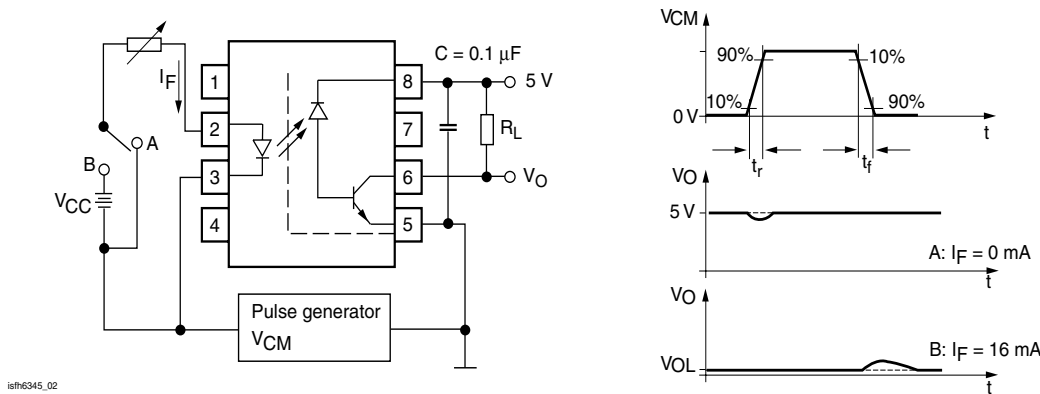 C = 0.1 μF
I_F
1
2
3
4
8
7
6
5
5 V
R_L
V_O
A
B
V_CC
Pulse generator
V_CM
isfh6345_02
V_CM
90%
10%
10%
90%
0 V
t
t_r
t_f
V_O
5 V
A: I_F = 0 mA
t
V_O
V_OL
B: I_F = 16 mA
t